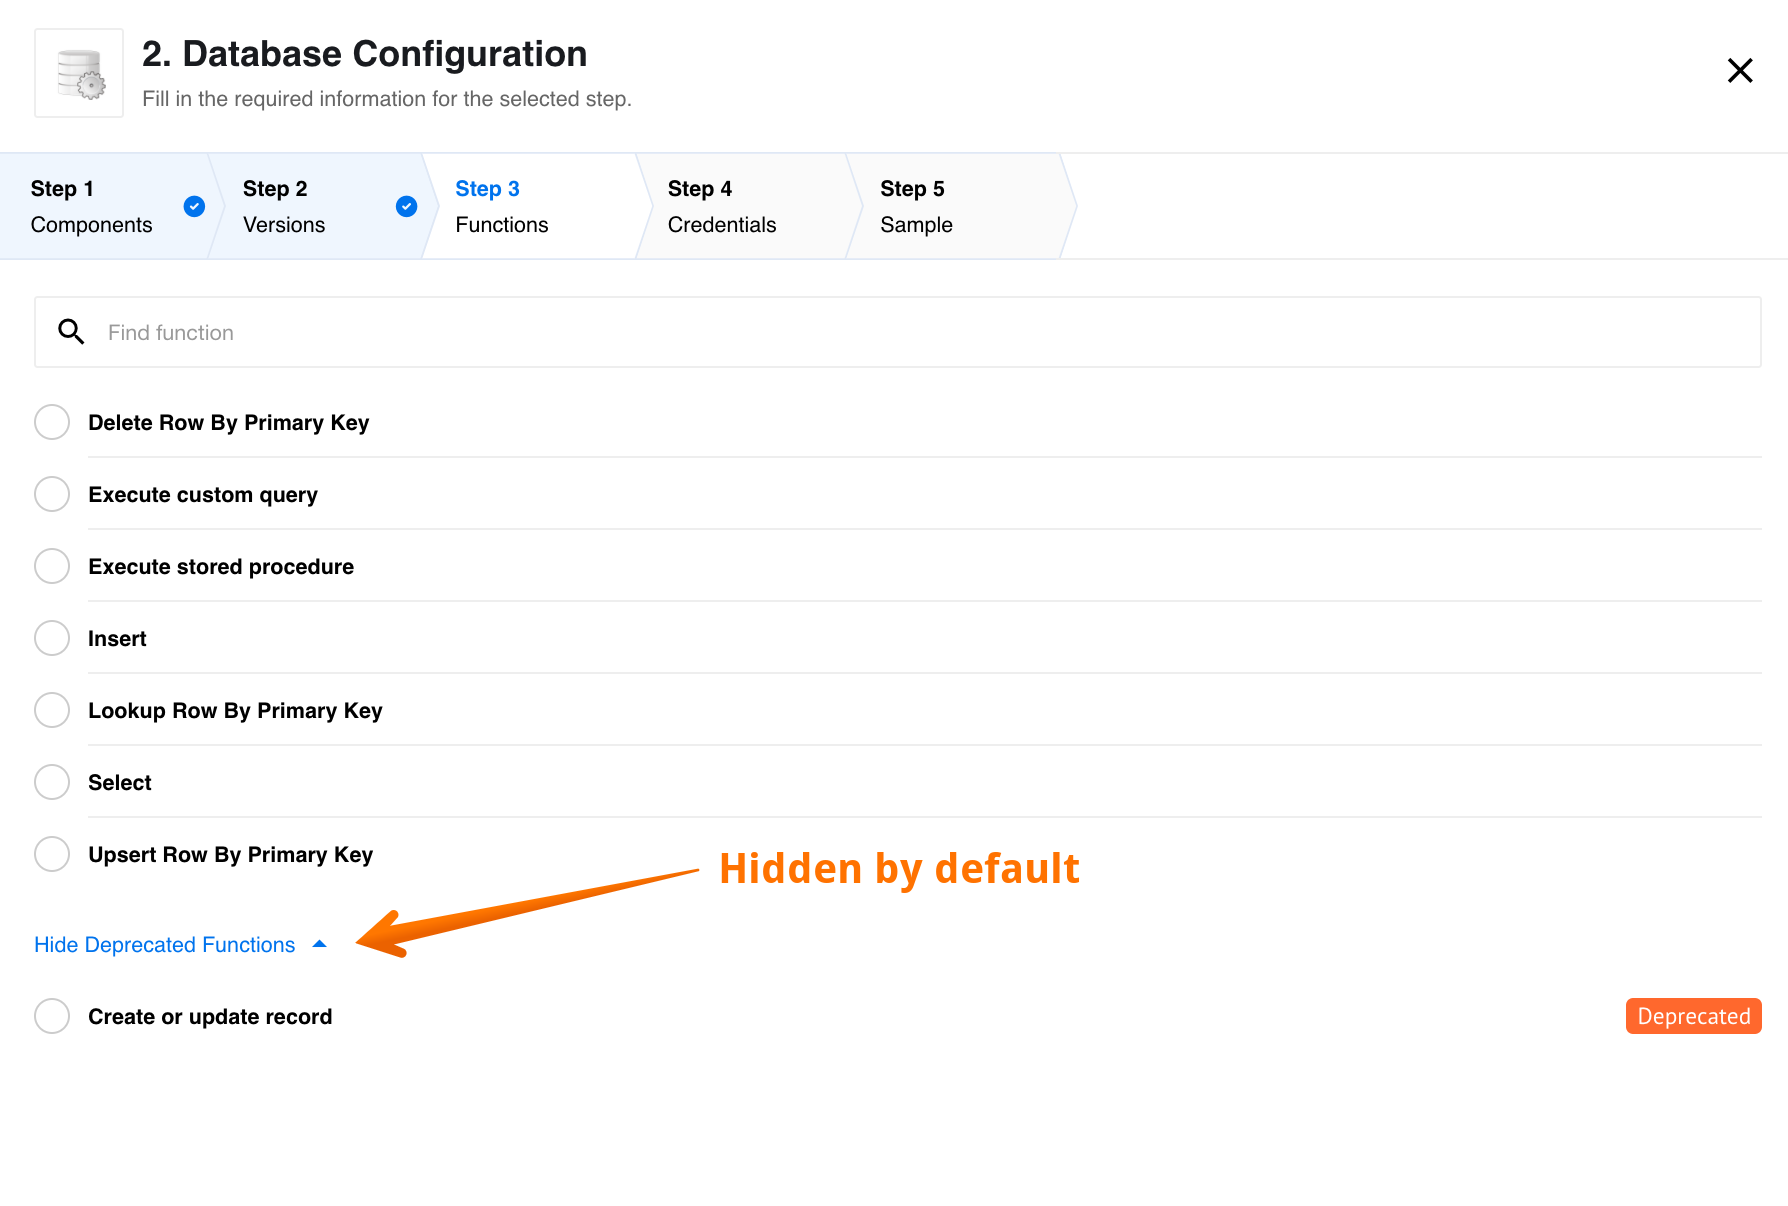 2. Database Configuration
Fill in the required information for the selected step.
Step 1
Components
Step 2
Versions
Step 3
Functions
Step 4
Credentials
Step 5
Sample
Find function
Delete Row By Primary Key
Execute custom query
Execute stored procedure
Insert
Lookup Row By Primary Key
Select
Upsert Row By Primary Key
Hidden by default
Hide Deprecated Functions
Create or update record
Deprecated